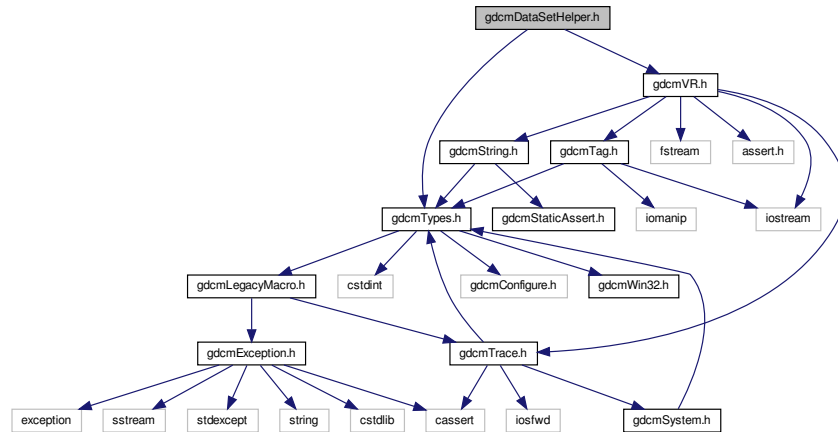 gdcmDataSetHelper.h
gdcmVR.h
gdcmString.h
gdcmTag.h
fstream
assert.h
gdcmTypes.h
gdcmStaticAssert.h
iomanip
iostream
gdcmLegacyMacro.h
cstdint
gdcmConfigure.h
gdcmWin32.h
gdcmException.h
gdcmTrace.h
exception
sstream
stdexcept
string
cstdlib
cassert
iosfwd
gdcmSystem.h